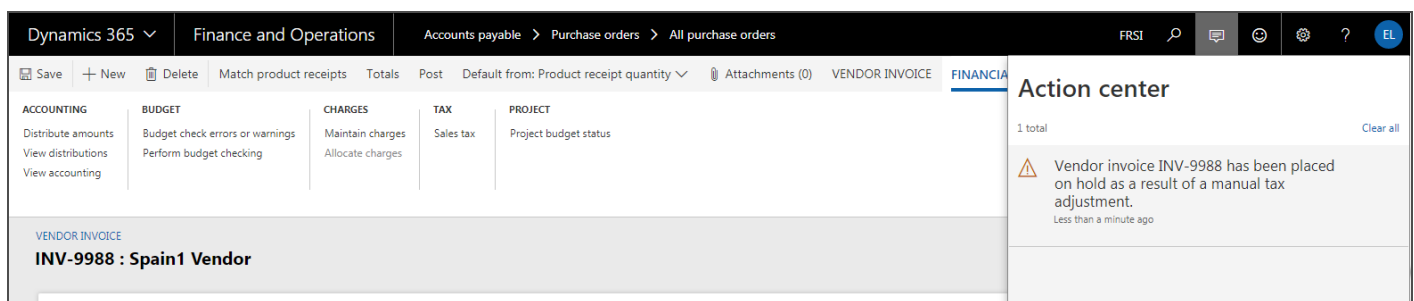 Dynamics 365 Finance and Operations Accounts payable > Purchase orders > All purchase orders FRSI ? EL
Save + New Delete Match product receipts Totals Post Default from: Product receipt quantity Attachments (0) VENDOR INVOICE FINANCIA
ACCOUNTING
Distribute amounts
View distributions
View accounting
BUDGET
Budget check errors or warnings
Perform budget checking
CHARGES
Maintain charges
Allocate charges
TAX
Sales tax
PROJECT
Project budget status
VENDOR INVOICE
INV-9988 : Spain1 Vendor
Action center
1 total Clear all
Vendor invoice INV-9988 has been placed
on hold as a result of a manual tax
adjustment.
Less than a minute ago